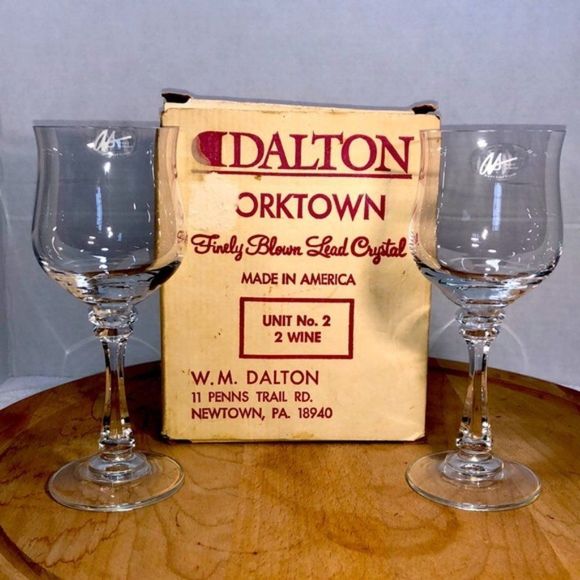 DALTON
ORKTOWN
Finely Blown Lead Crystal
MADE IN AMERICA
UNIT No. 2
2 WINE
W.M. DALTON
11 PENNS TRAIL RD.
NEWTOWN, PA. 18940